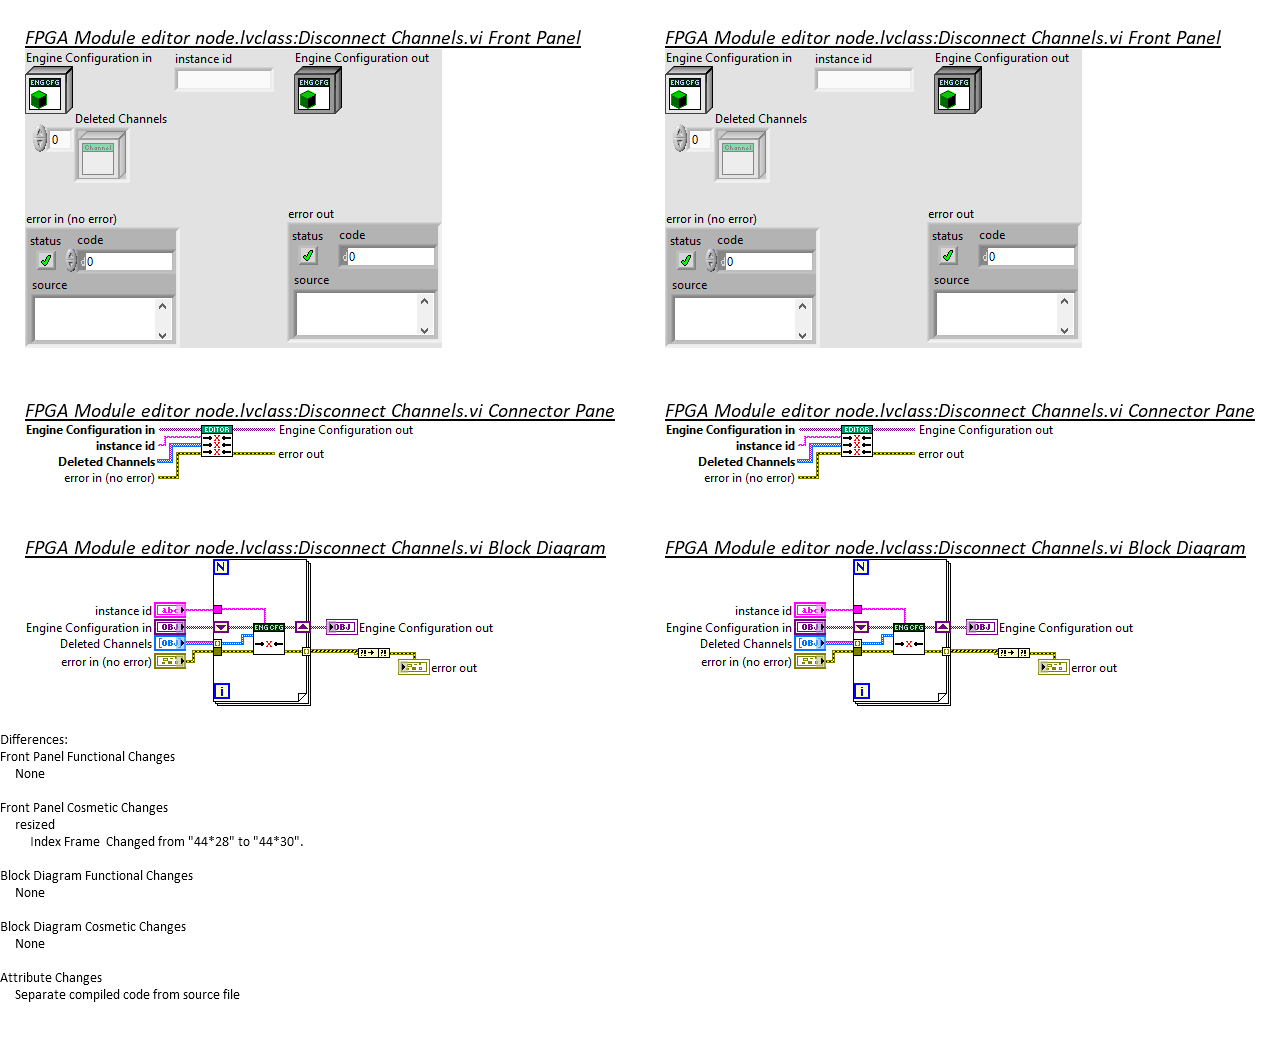 FPGA Module editor node.lvclass:Disconnect Channels.vi Front Panel
Engine Configuration in
instance id
Engine Configuration out
ENG CFG
ENG CFG
Deleted Channels
0
Channel
error in (no error)
error out
status
code
status
code
0
0
source
source
FPGA Module editor node.lvclass:Disconnect Channels.vi Front Panel
Engine Configuration in
instance id
Engine Configuration out
ENG CFG
ENG CFG
Deleted Channels
0
Channel
error in (no error)
error out
status
code
status
code
0
0
source
source
FPGA Module editor node.lvclass:Disconnect Channels.vi Connector Pane
Engine Configuration in
EDITOR
Engine Configuration out
instance id
Deleted Channels
error out
error in (no error)
FPGA Module editor node.lvclass:Disconnect Channels.vi Connector Pane
Engine Configuration in
EDITOR
Engine Configuration out
instance id
Deleted Channels
error out
error in (no error)
FPGA Module editor node.lvclass:Disconnect Channels.vi Block Diagram
N
instance id
abc
Engine Configuration in
OBJ
ENG CFG
OBJ
Engine Configuration out
Deleted Channels
OBJ
error in (no error)
error out
i
FPGA Module editor node.lvclass:Disconnect Channels.vi Block Diagram
N
instance id
abc
Engine Configuration in
OBJ
ENG CFG
OBJ
Engine Configuration out
Deleted Channels
OBJ
error in (no error)
error out
i
Differences:
Front Panel Functional Changes
None
Front Panel Cosmetic Changes
resized
Index Frame  Changed from "44*28" to "44*30".
Block Diagram Functional Changes
None
Block Diagram Cosmetic Changes
None
Attribute Changes
Separate compiled code from source file